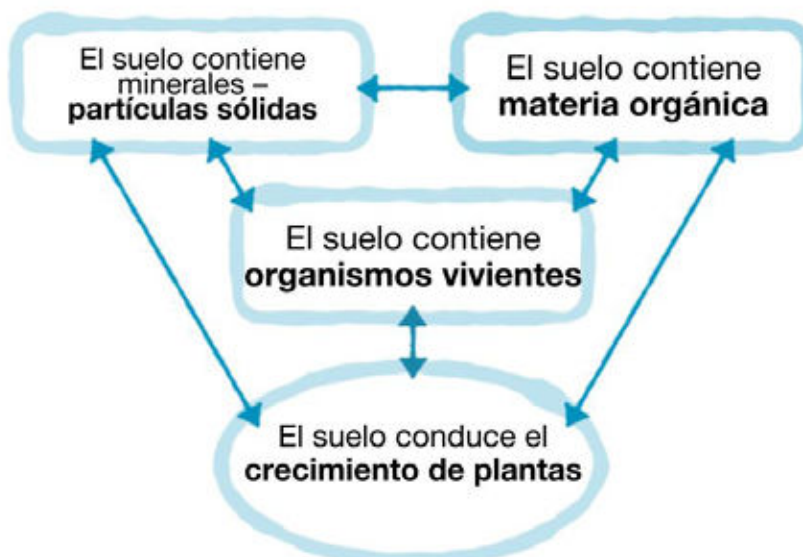 El suelo contiene
minerales –
partículas sólidas
El suelo contiene
materia orgánica
El suelo contiene
organismos vivientes
El suelo conduce el
crecimiento de plantas